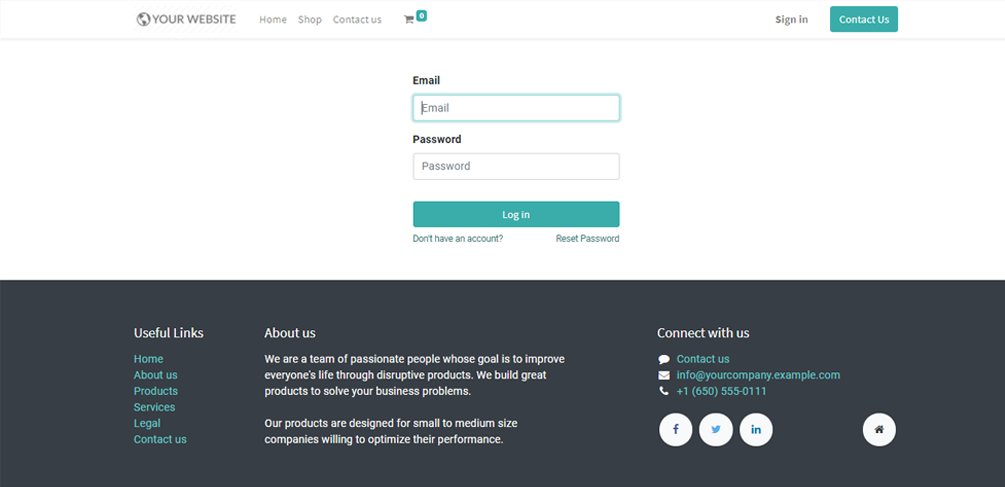 YOUR WEBSITE Home Shop Contact us 0 Sign in Contact Us
Email
Email
Password
Password
Log in
Don't have an account? Reset Password
Useful Links
Home
About us
Products
Services
Legal
Contact us
About us
We are a team of passionate people whose goal is to improve
everyone's life through disruptive products. We build great
products to solve your business problems.
Our products are designed for small to medium size
companies willing to optimize their performance.
Connect with us
Contact us
info@yourcompany.example.com
+1 (650) 555-0111